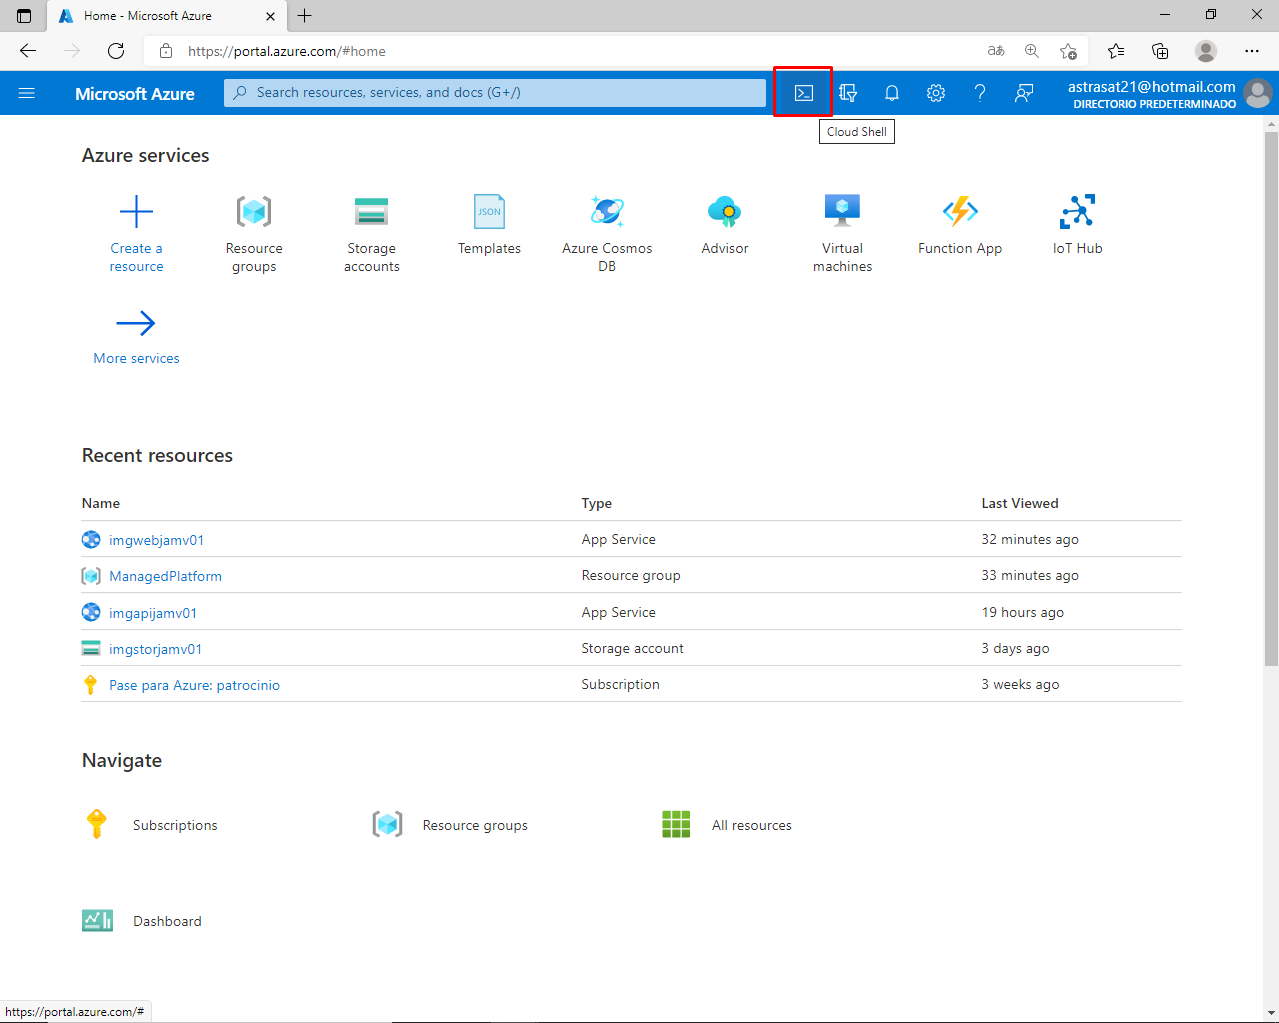 Home - Microsoft Azure
https://portal.azure.com/#home
Microsoft Azure
Search resources, services, and docs (G+/)
astrasat21@hotmail.com
DIRECTORIO PREDETERMINADO
Cloud Shell
Azure services
Create a resource
Resource groups
Storage accounts
JSON
Templates
Azure Cosmos DB
Advisor
Virtual machines
Function App
IoT Hub
More services
Recent resources
Name Type Last Viewed
imgwebjamv01 App Service 32 minutes ago
ManagedPlatform Resource group 33 minutes ago
imgapijamv01 App Service 19 hours ago
imgstorjamv01 Storage account 3 days ago
Pase para Azure: patrocinio Subscription 3 weeks ago
Navigate
Subscriptions Resource groups All resources
Dashboard
https://portal.azure.com/#